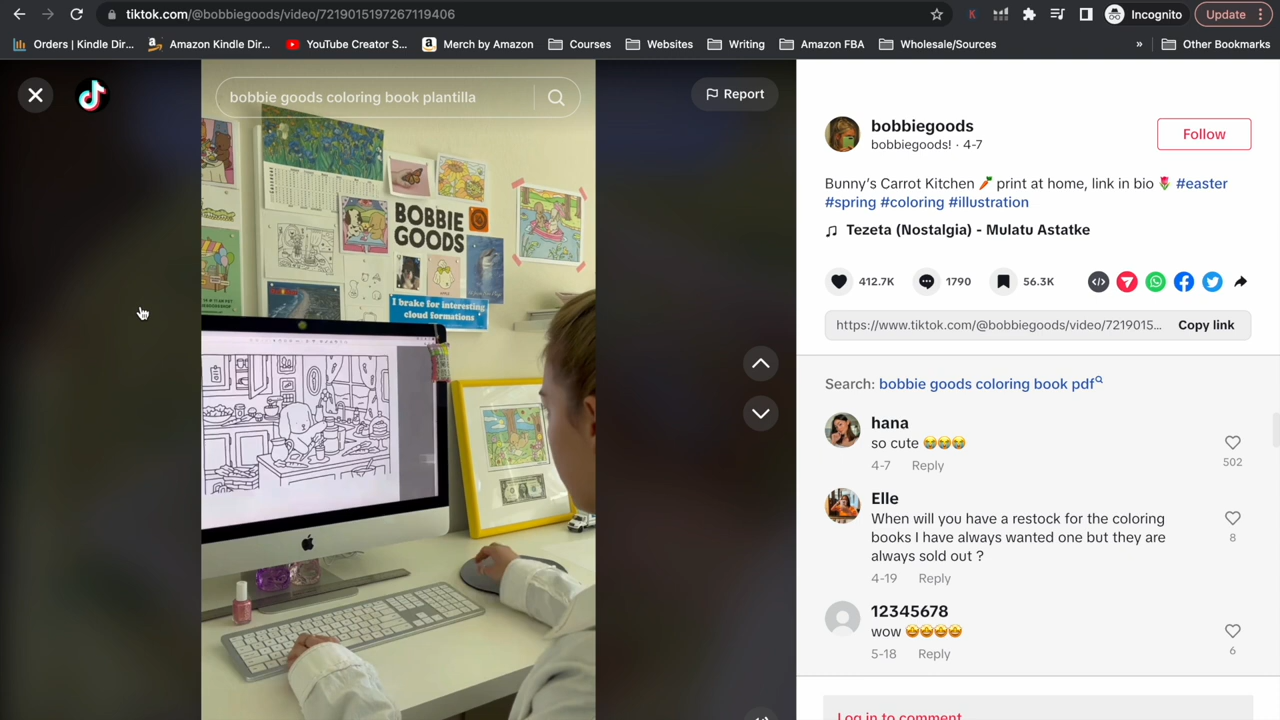 tiktok.com/@bobbiegoods/video/7219015197267119406
Incognito
Update
Orders | Kindle Dir...
Amazon Kindle Dir...
YouTube Creator S...
Merch by Amazon
Courses
Websites
Writing
Amazon FBA
Wholesale/Sources
»
Other Bookmarks
bobbie goods coloring book plantilla
Report
BOBBIE
GOODS
I brake for interesting
cloud formations
bobbiegoods
bobbiegoods! · 4-7
Follow
Bunny's Carrot Kitchen 🥕 print at home, link in bio 🌷 #easter
#spring #coloring #illustration
Tezeta (Nostalgia) - Mulatu Astatke
412.7K
1790
56.3K
https://www.tiktok.com/@bobbiegoods/video/7219015...
Copy link
Search: bobbie goods coloring book pdf
hana
so cute 😭😭😭
4-7 Reply
502
Elle
When will you have a restock for the coloring
books I have always wanted one but they are
always sold out ?
8
4-19 Reply
12345678
wow 🤩🤩🤩🤩
6
5-18 Reply
Log in to comment